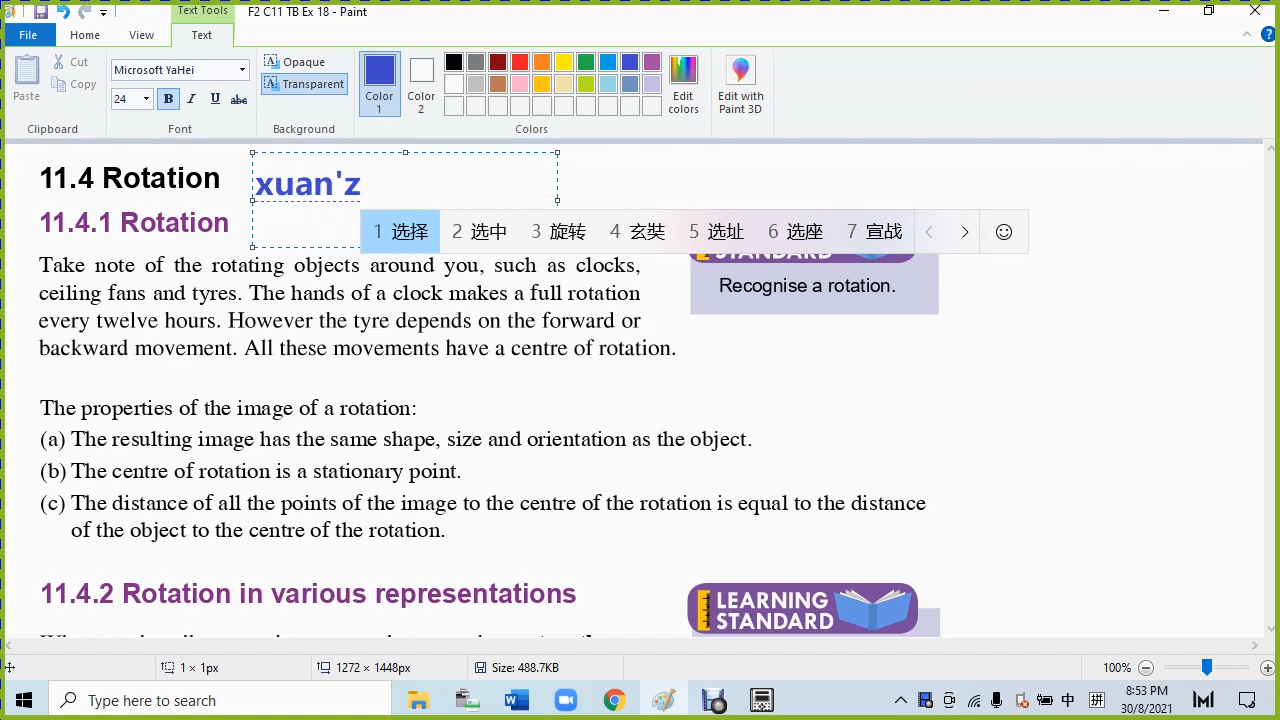 Text Tools
F2 C11 TB Ex 18 - Paint
File
Home
View
Text
Paste
Cut
Copy
Clipboard
Microsoft YaHei
24
B I U abc
Font
Opaque
Transparent
Background
Color 1
Color 2
Colors
Edit colors
Edit with Paint 3D
11.4 Rotation
xuan'z
11.4.1 Rotation
1 选择 2 选中 3 旋转 4 玄奘 5 选址 6 选座 7 宣战
STANDARD
Recognise a rotation.
Take note of the rotating objects around you, such as clocks,
ceiling fans and tyres. The hands of a clock makes a full rotation
every twelve hours. However the tyre depends on the forward or
backward movement. All these movements have a centre of rotation.
The properties of the image of a rotation:
(a) The resulting image has the same shape, size and orientation as the object.
(b) The centre of rotation is a stationary point.
(c) The distance of all the points of the image to the centre of the rotation is equal to the distance
of the object to the centre of the rotation.
11.4.2 Rotation in various representations
LEARNING
STANDARD
1 × 1px
1272 × 1448px
Size: 488.7KB
100%
Type here to search
中
拼
8:53 PM
30/8/2021